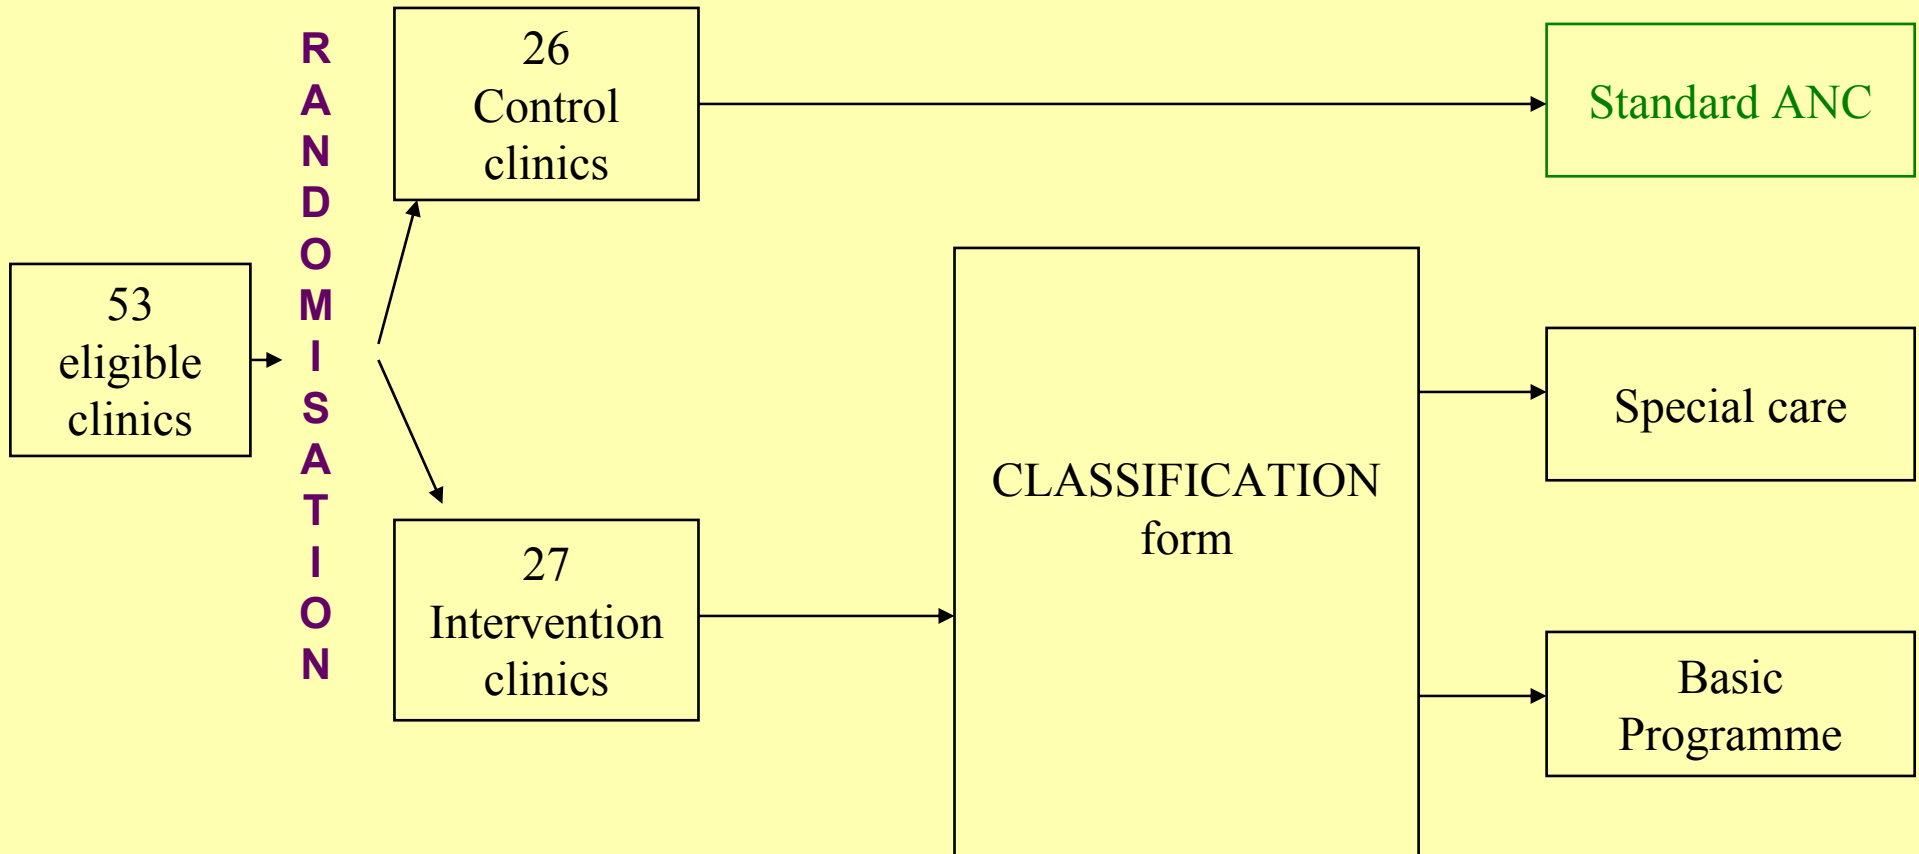 53
eligible
clinics
RANDOMISATION
26
Control
clinics
27
Intervention
clinics
CLASSIFICATION
form
Standard ANC
Special care
Basic
Programme